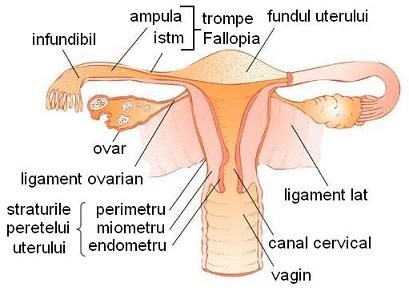 ampula
trompe
fundul uterului
infundibil
istm
Fallopia
ovar
ligament ovarian
ligament lat
straturile
peretelui
uterului
perimetru
miometru
endometru
canal cervical
vagin